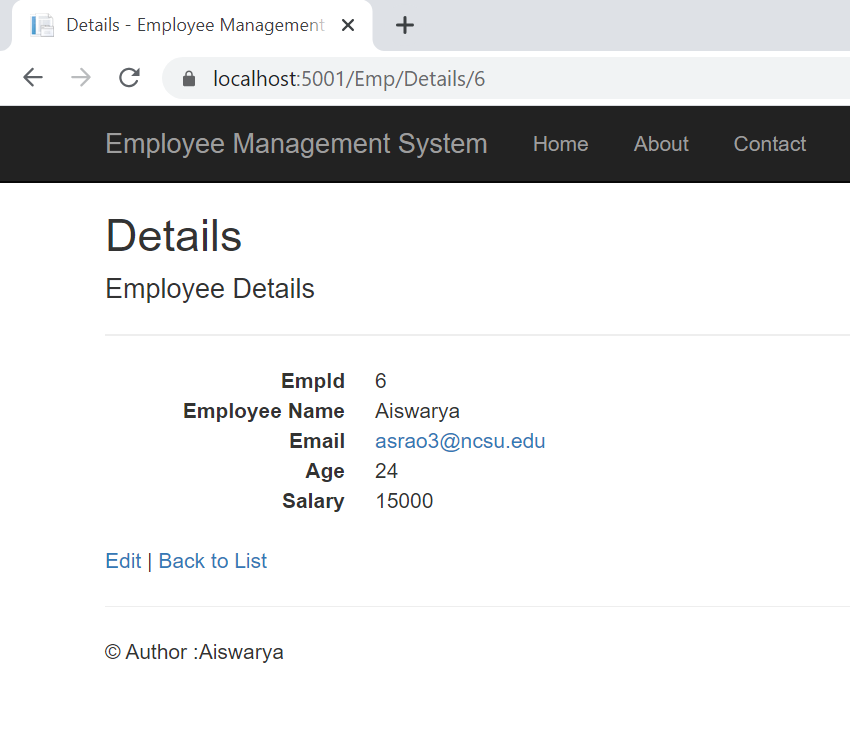 Details - Employee Management
localhost:5001/Emp/Details/6
Employee Management System Home About Contact
Details
Employee Details
EmpId 6
Employee Name Aiswarya
Email asrao3@ncsu.edu
Age 24
Salary 15000
Edit | Back to List
© Author :Aiswarya